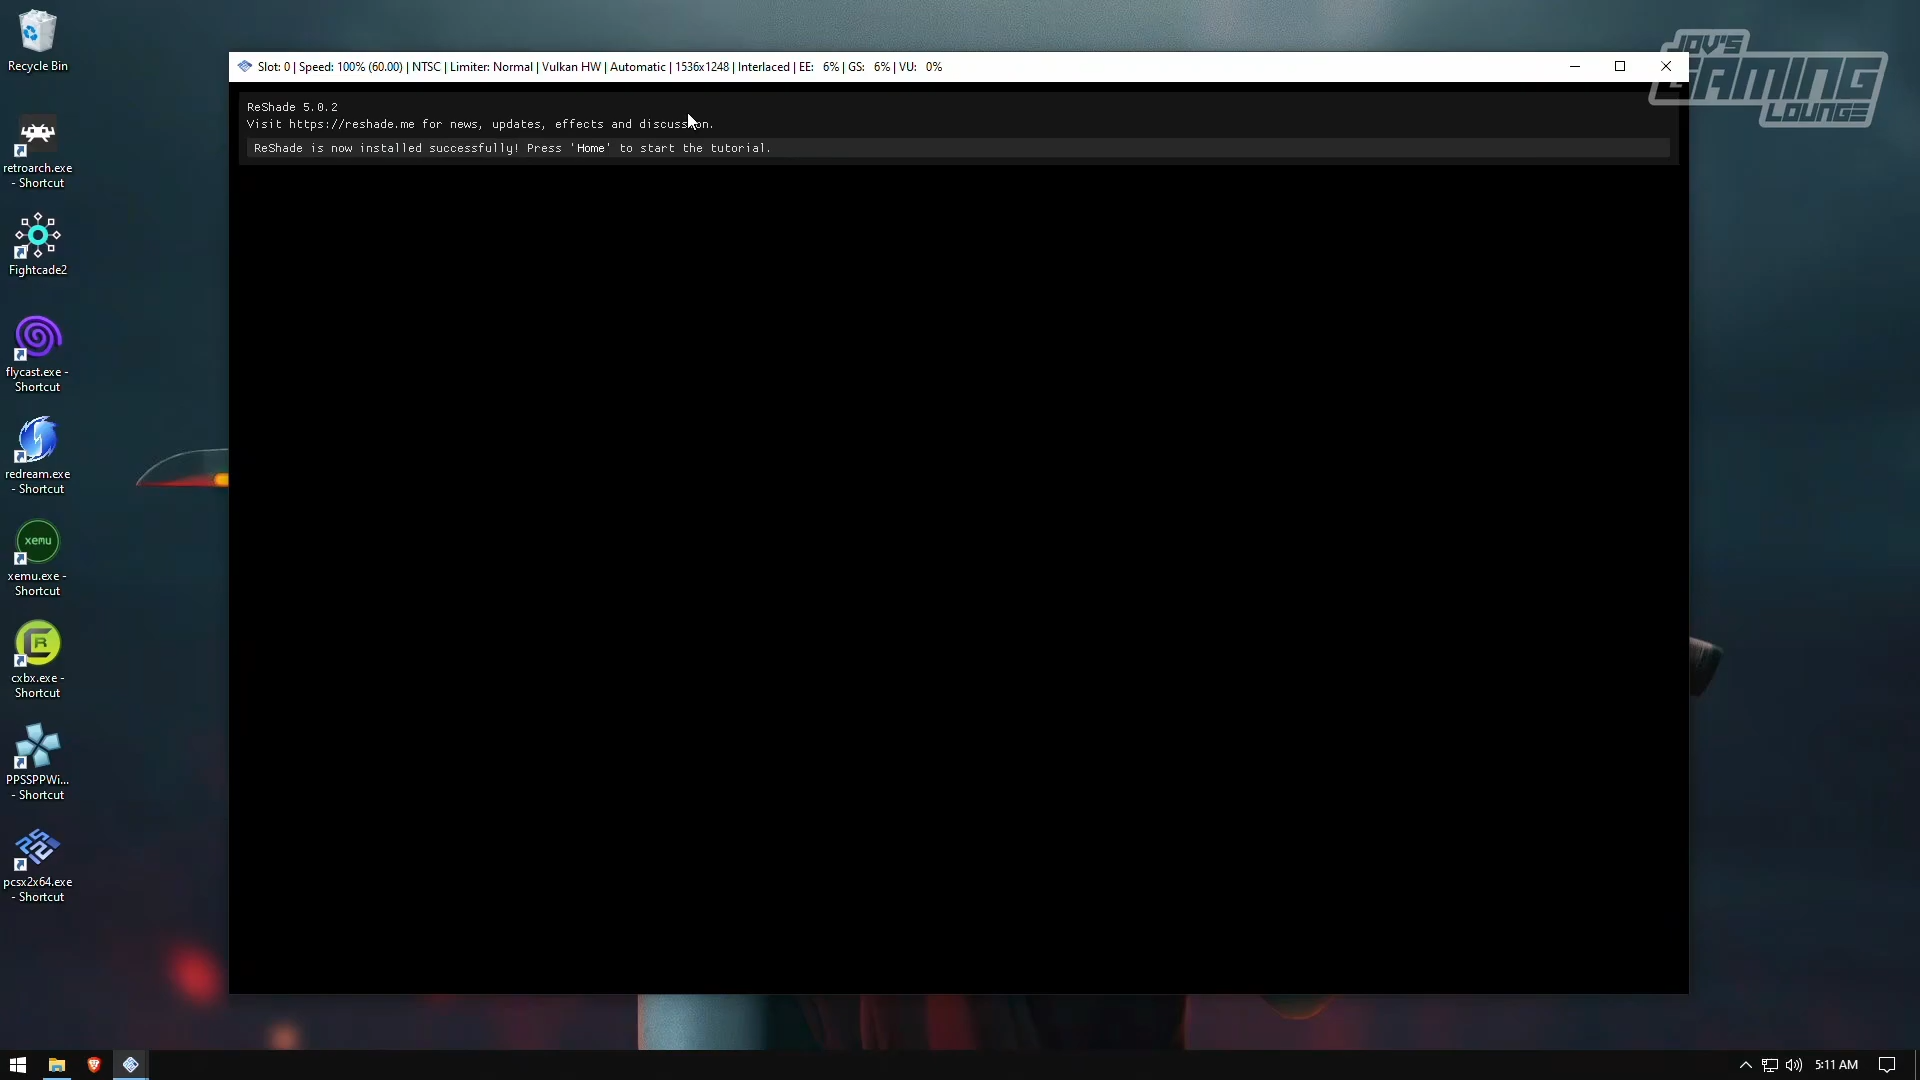 Recycle Bin
retroarch.exe
- Shortcut
Fightcade2
flycast.exe -
Shortcut
redream.exe
- Shortcut
xemu
xemu.exe -
Shortcut
R
cxbx.exe -
Shortcut
PPSSPPWi...
- Shortcut
pcsx2x64.exe
- Shortcut
Slot: 0 | Speed: 100% (60.00) | NTSC | Limiter: Normal | Vulkan HW | Automatic | 1536x1248 | Interlaced | EE: 6% | GS: 6% | VU: 0%
ReShade 5.0.2
Visit https://reshade.me for news, updates, effects and discussion.
ReShade is now installed successfully! Press 'Home' to start the tutorial.
JOV'S
GAMING
LOUNGE
5:11 AM